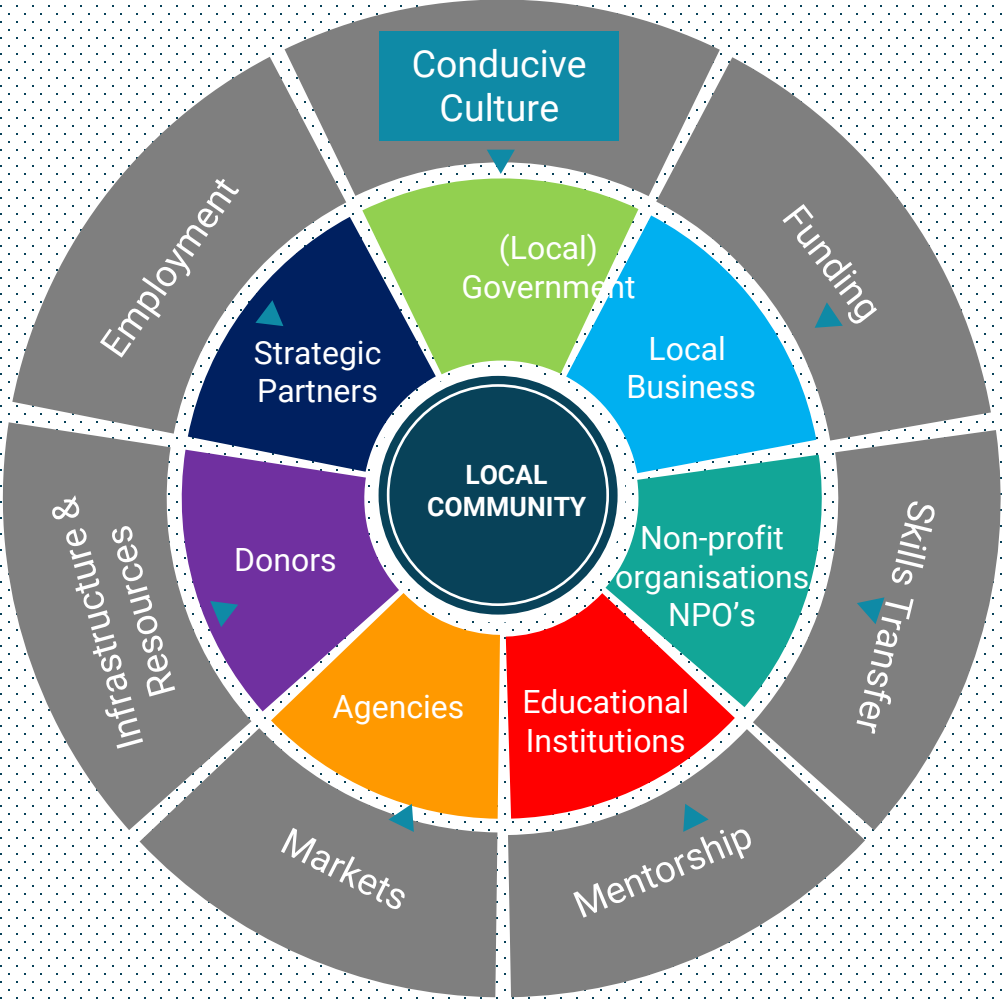 Conducive
Culture
Employment
Funding
(Local)
Government
Strategic
Partners
Local
Business
LOCAL
COMMUNITY
Infrastructure &
Resources
Donors
Non-profit
organisations
NPO’s
Skills Transfer
Agencies
Educational
Institutions
Markets
Mentorship